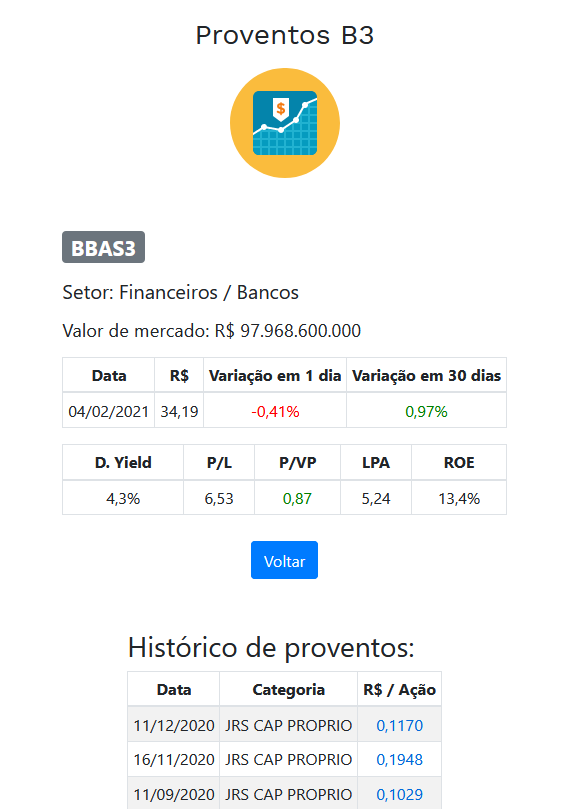 Proventos B3
$
BBAS3
Setor: Financeiros / Bancos
Valor de mercado: R$ 97.968.600.000
Data R$ Variação em 1 dia Variação em 30 dias
04/02/2021 34,19 -0,41% 0,97%
D. Yield P/L P/VP LPA ROE
4,3% 6,53 0,87 5,24 13,4%
Voltar
Histórico de proventos:
Data Categoria R$ / Ação
11/12/2020 JRS CAP PROPRIO 0,1170
16/11/2020 JRS CAP PROPRIO 0,1948
11/09/2020 JRS CAP PROPRIO 0,1029